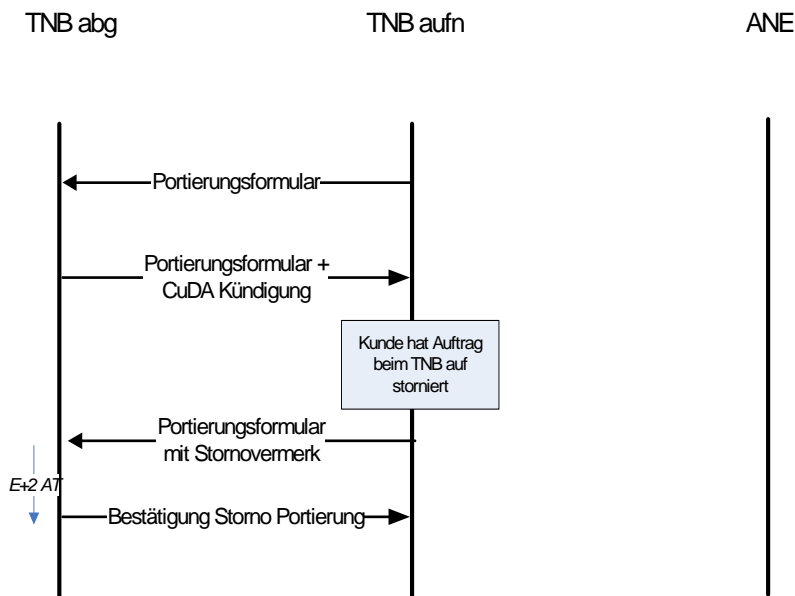 TNB abg
TNB aufn
ANE
Portierungsformular
Portierungsformular +
CuDA Kündigung
Kunde hat Auftrag
beim TNB auf
storniert
Portierungsformular
mit Stornovermerk
E+2 AT
Bestätigung Storno Portierung